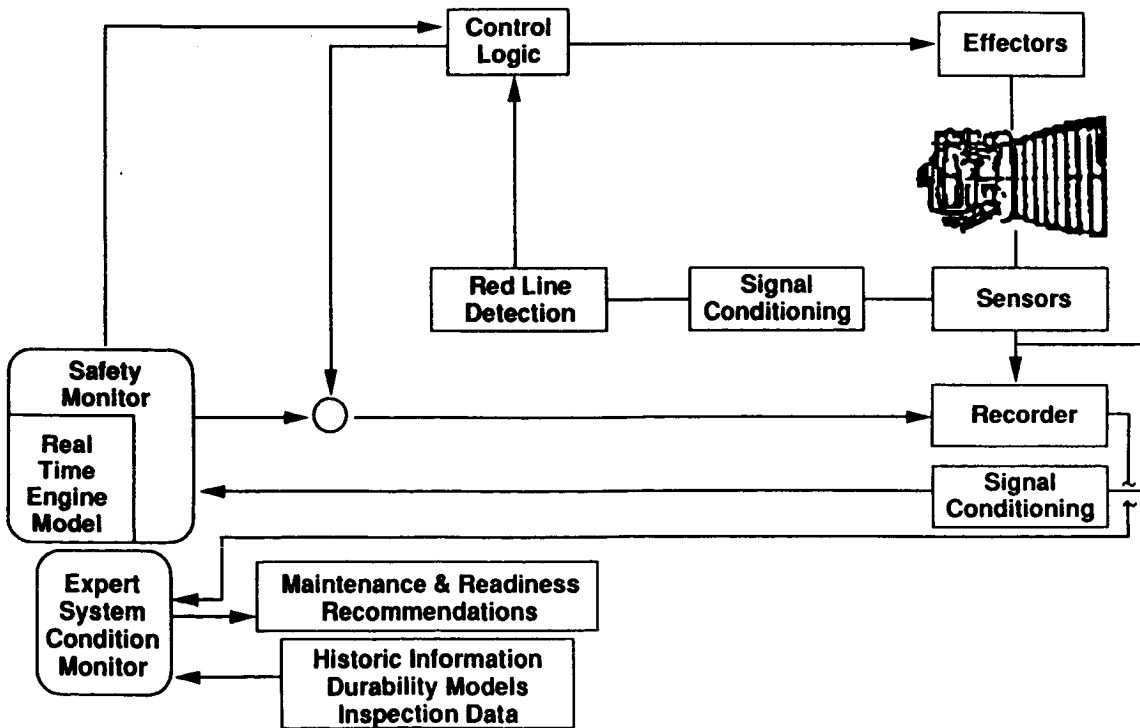 Control
Logic
Effectors
Red Line
Detection
Signal
Conditioning
Sensors
Safety
Monitor
Real
Time
Engine
Model
Recorder
Signal
Conditioning
Expert
System
Condition
Monitor
Maintenance & Readiness
Recommendations
Historic Information
Durability Models
Inspection Data